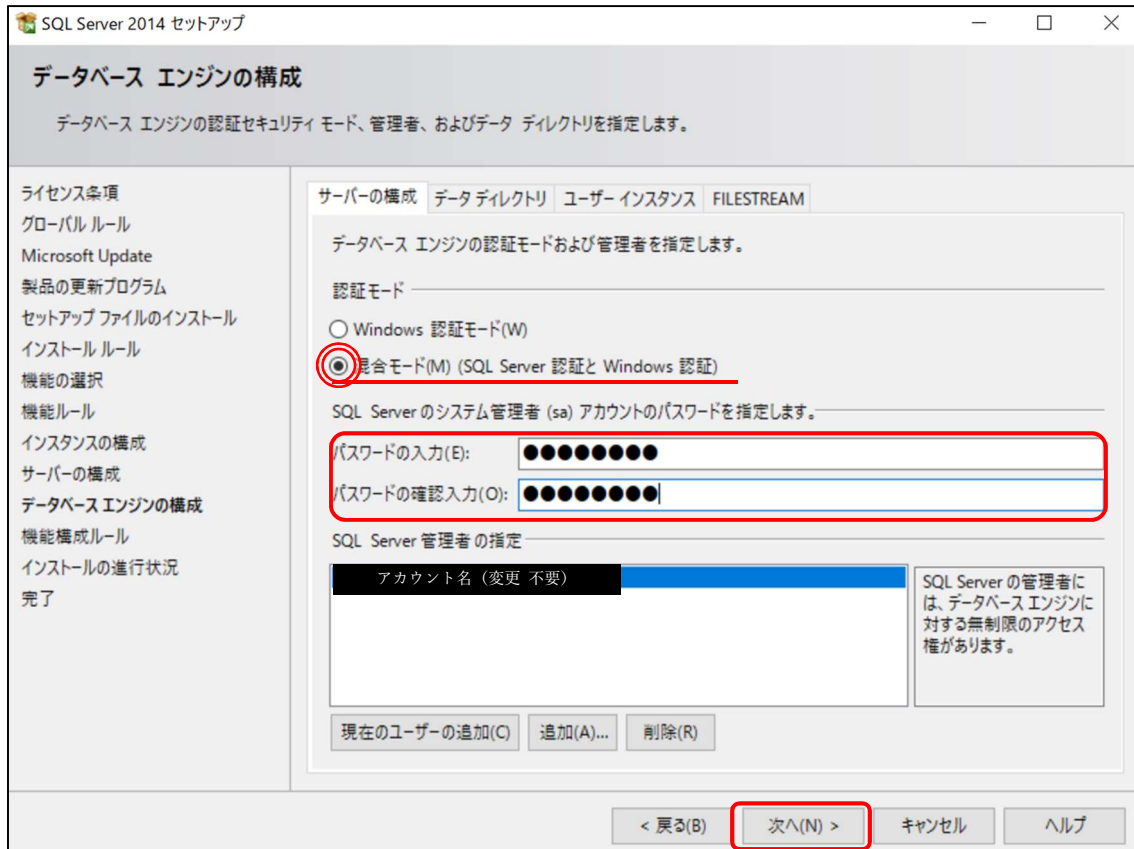 SQL Server 2014 セットアップ
データベース エンジンの構成
データベース エンジンの認証セキュリティ モード、管理者、およびデータ ディレクトリを指定します。
ライセンス条項
グローバル ルール
Microsoft Update
製品の更新プログラム
セットアップ ファイルのインストール
インストール ルール
機能の選択
機能ルール
インスタンスの構成
サーバーの構成
データベース エンジンの構成
機能構成ルール
インストールの進行状況
完了
サーバーの構成 データ ディレクトリ ユーザー インスタンス FILESTREAM
データベース エンジンの認証モードおよび管理者を指定します。
認証モード
Windows 認証モード(W)
混合モード(M) (SQL Server 認証と Windows 認証)
SQL Server のシステム管理者 (sa) アカウントのパスワードを指定します。
パスワードの入力(E): ●●●●●●●●
パスワードの確認入力(O): ●●●●●●●●
SQL Server 管理者の指定
アカウント名（変更 不要）
SQL Server の管理者に
は、データベース エンジンに
対する無制限のアクセス
権があります。
現在のユーザーの追加(C) 追加(A)... 削除(R)
< 戻る(B) 次へ(N) > キャンセル ヘルプ